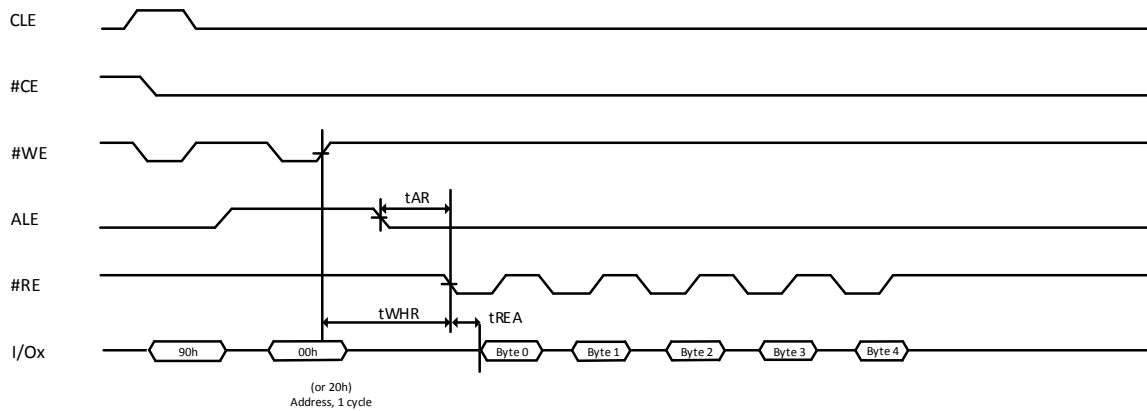 CLE
#CE
#WE
ALE
tAR
#RE
tWHR
tREA
I/Ox
90h
00h
Byte 0
Byte 1
Byte 2
Byte 3
Byte 4
(or 20h)
Address, 1 cycle